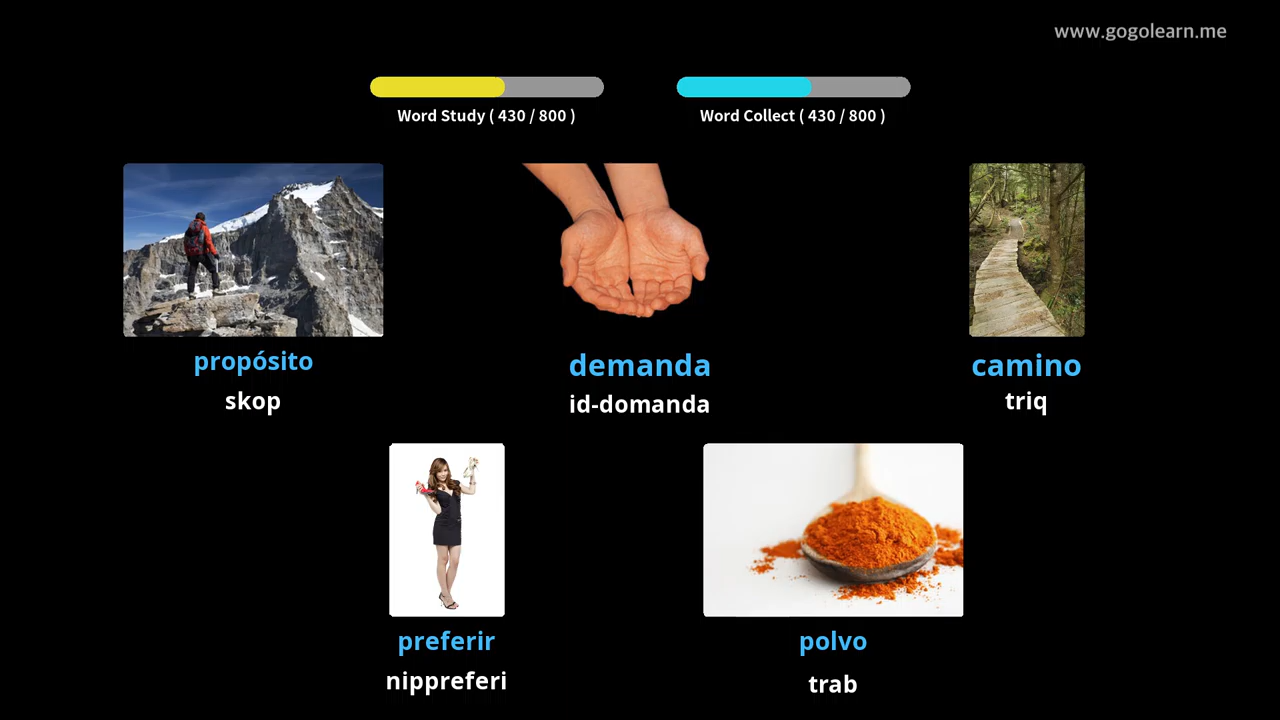 www.gogolearn.me
Word Study ( 430 / 800 )
Word Collect ( 430 / 800 )
propósito
skop
demanda
id-domanda
camino
triq
preferir
nippreferi
polvo
trab